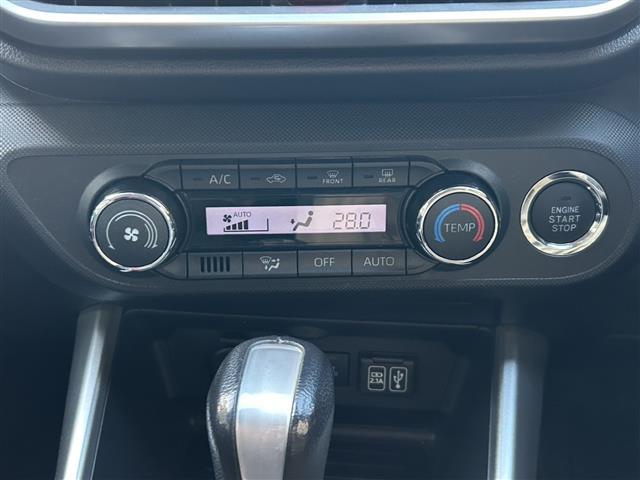 A/C
FRONT
REAR
AUTO
28.0
TEMP
ENGINE
START
STOP
OFF
AUTO
2.1A